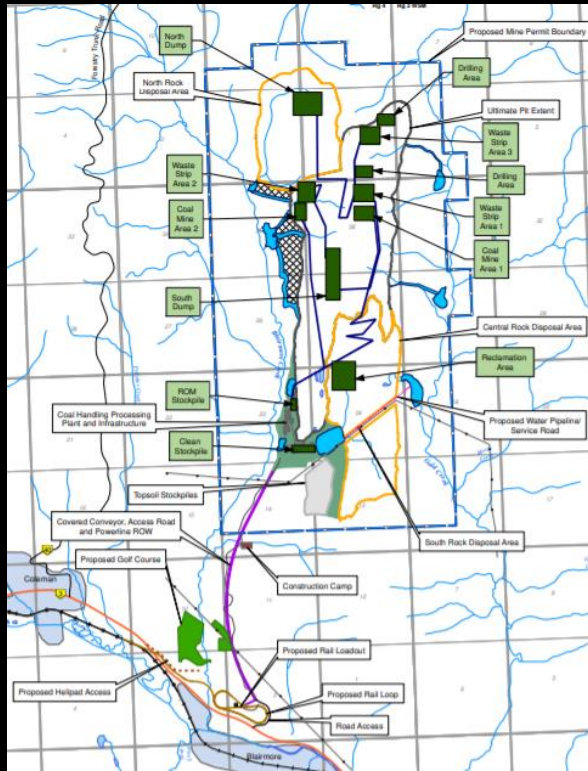 Proposed Mine Permit Boundary
North
Dump
Forestry Trunk Road
North Rock
Disposal Area
Drilling
Area
Ultimate Pit Extent
Waste
Strip
Area 3
Waste
Strip
Area 2
Drilling
Area
Coal
Mine
Area 2
Waste
Strip
Area 1
Coal
Mine
Area 1
South
Dump
Central Rock Disposal Area
Reclamation
Area
ROM
Stockpile
Coal Handling Processing
Plant and Infrastructure
Proposed Water Pipeline/
Service Road
Clean
Stockpile
Topsoil Stockpiles
South Rock Disposal Area
Covered Conveyor, Access Road
and Powerline ROW
Proposed Golf Course
Coleman
3
Construction Camp
Proposed Rail Loadout
Proposed Helipad Access
Proposed Rail Loop
Road Access
Blairmore